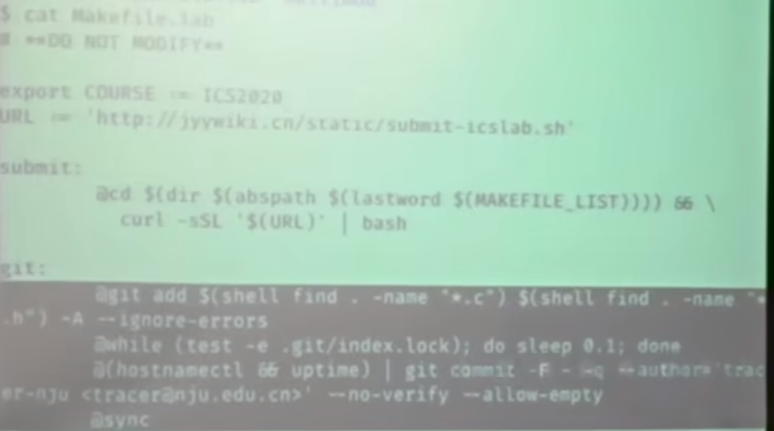 $ cat Makefile.lab
# **DO NOT MODIFY**
export COURSE := ICS2020
URL := 'http://jyywiki.cn/static/submit-icslab.sh'
submit:
@cd $(dir $(abspath $(lastword $(MAKEFILE_LIST)))) && \
curl -sSL '$(URL)' | bash
git:
@git add $(shell find . -name "*.c") $(shell find . -name "*
.h") -A --ignore-errors
@while (test -e .git/index.lock); do sleep 0.1; done
@(hostnamectl && uptime) | git commit -F - -q --author='trac
er-nju <tracer@nju.edu.cn>' --no-verify --allow-empty
@sync